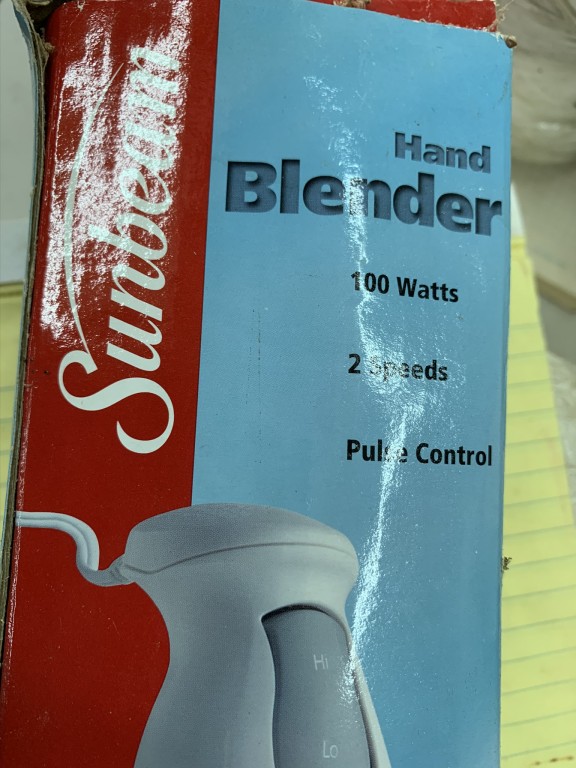 Sunbeam
Hand
Blender
100 Watts
2 Speeds
Pulse Control
Hi
Lo